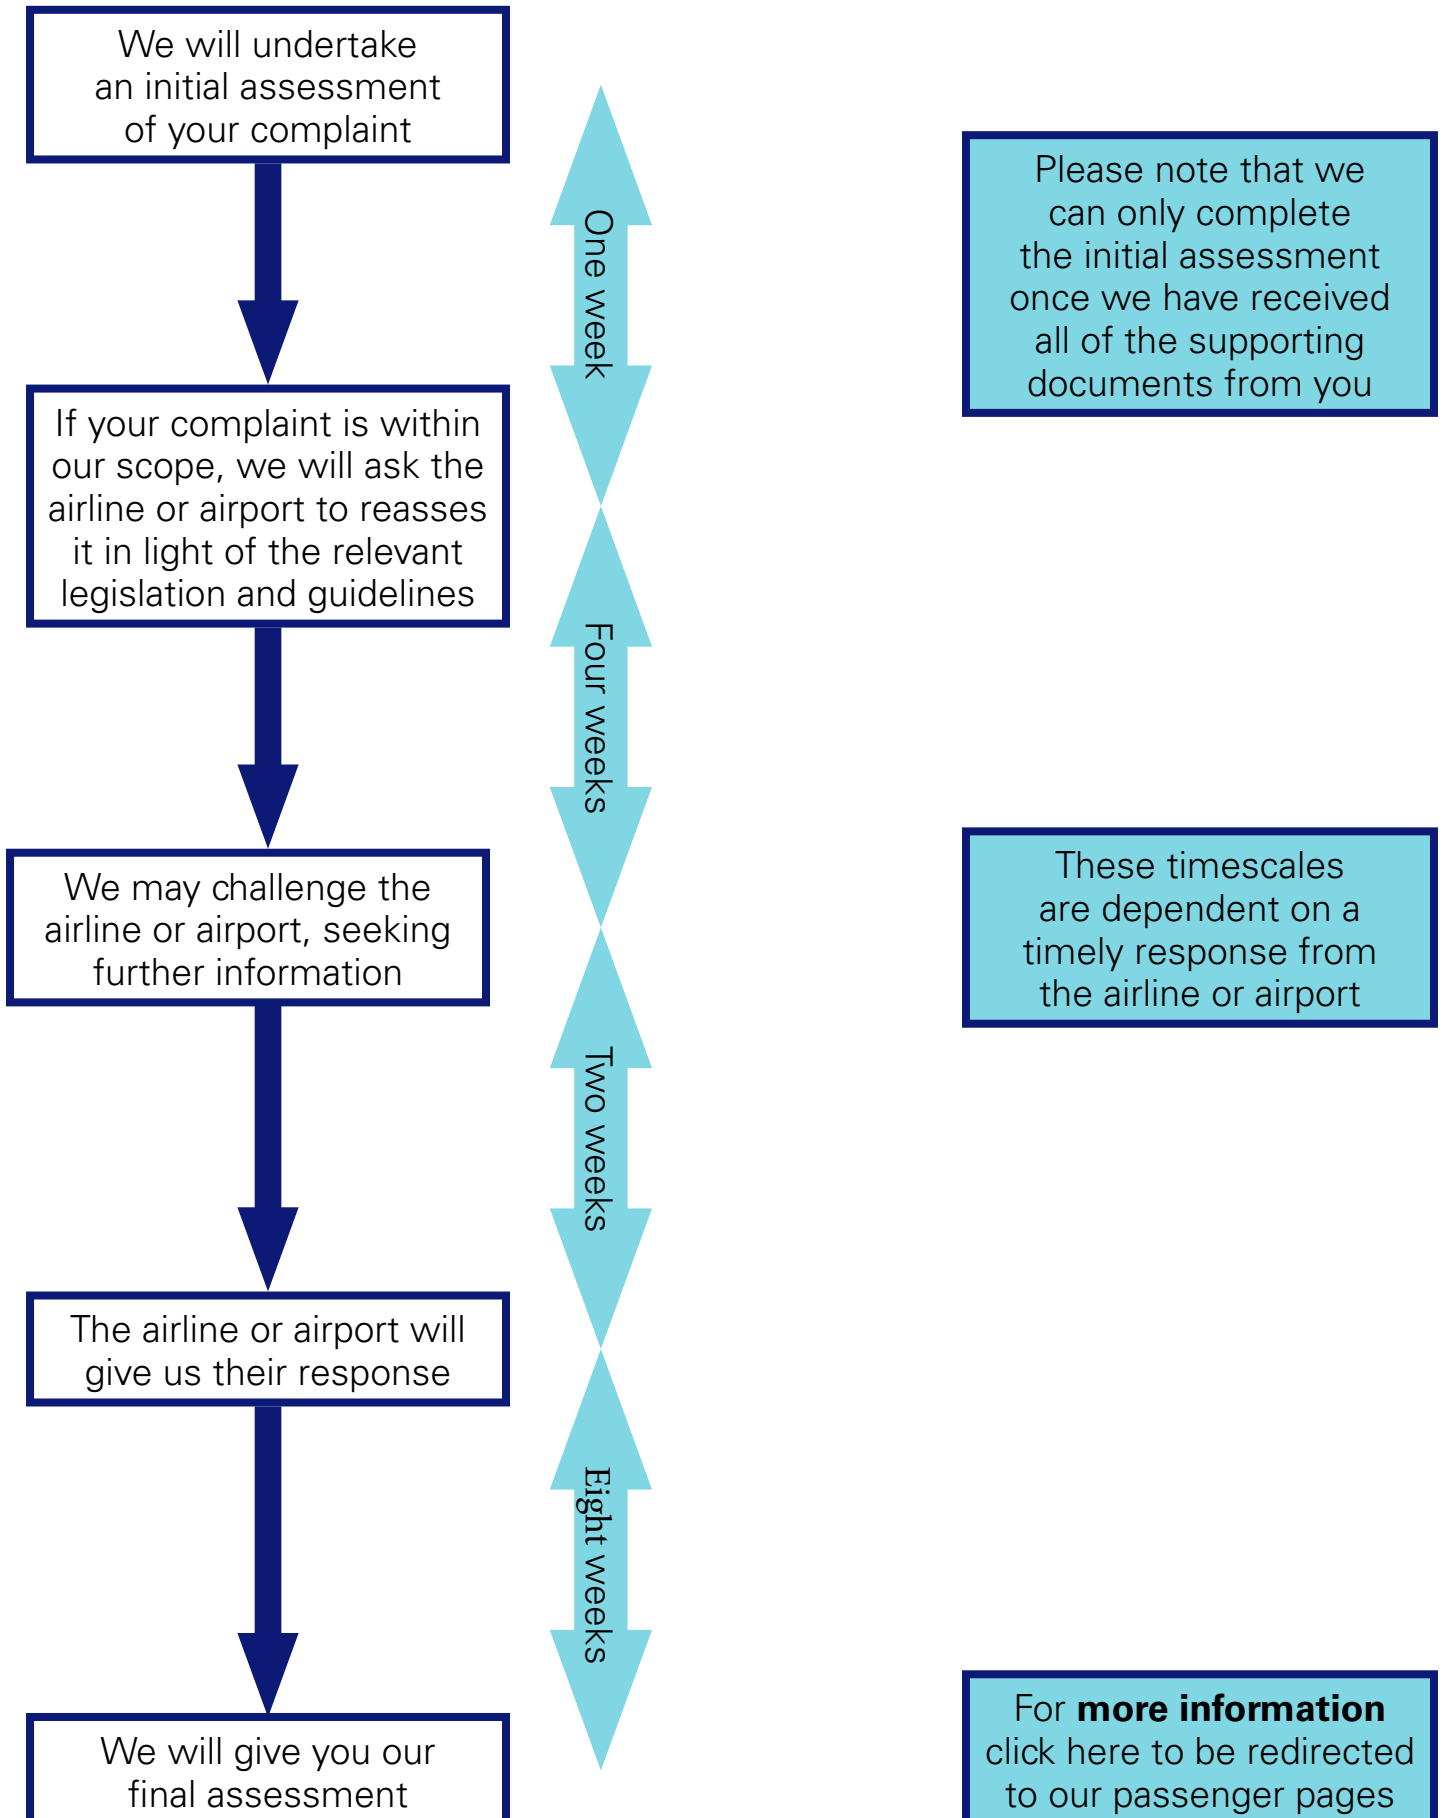 We will undertake
an initial assessment
of your complaint
One week
Please note that we
can only complete
the initial assessment
once we have received
all of the supporting
documents from you
If your complaint is within
our scope, we will ask the
airline or airport to reasses
it in light of the relevant
legislation and guidelines
Four weeks
We may challenge the
airline or airport, seeking
further information
These timescales
are dependent on a
timely response from
the airline or airport
Two weeks
The airline or airport will
give us their response
Eight weeks
We will give you our
final assessment
For more information
click here to be redirected
to our passenger pages